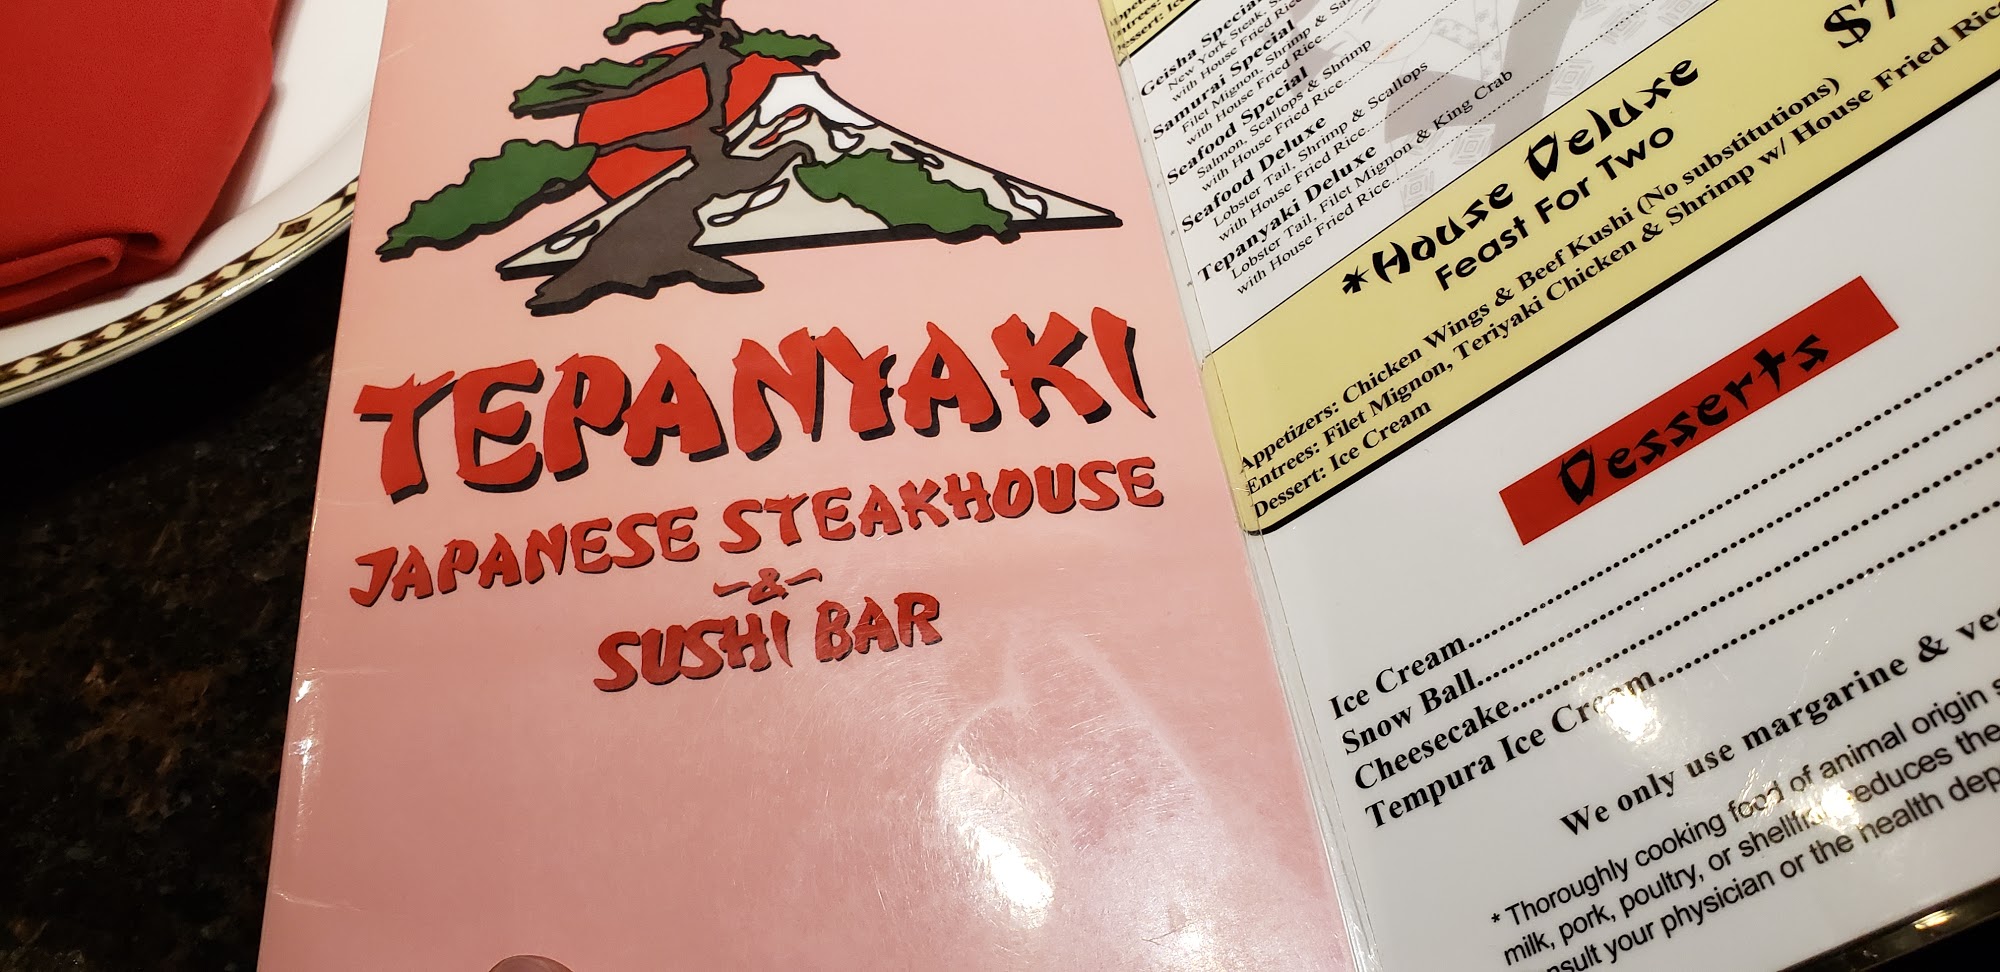 TEPANYAKI
JAPANESE STEAKHOUSE
~&~
SUSHI BAR
Dessert: Ice
Geisha Special
New York Steak,
with House Fried Rice
Samurai Special
Filet Mignon, Shrimp &
with House Fried Rice...
Seafood Special
Salmon, Scallops & Shrimp
with House Fried Rice...
Seafood Deluxe
Lobster Tail, Shrimp & Scallops
with House Fried Rice...
Tepanyaki Deluxe
Lobster Tail, Filet Mignon & King Crab
with House Fried Rice...
$7
*House Deluxe
Feast For Two
Appetizers: Chicken Wings & Beef Kushi (No substitutions)
Entrees: Filet Mignon, Teriyaki Chicken & Shrimp w/ House Fried Rice
Dessert: Ice Cream
Desserts
Ice Cream...
Snow Ball...
Cheesecake...
Tempura Ice Cream...
We only use margarine &
* Thoroughly cooking food of animal origin
milk, pork, poultry, or shellfish reduces the
consult your physician or the health